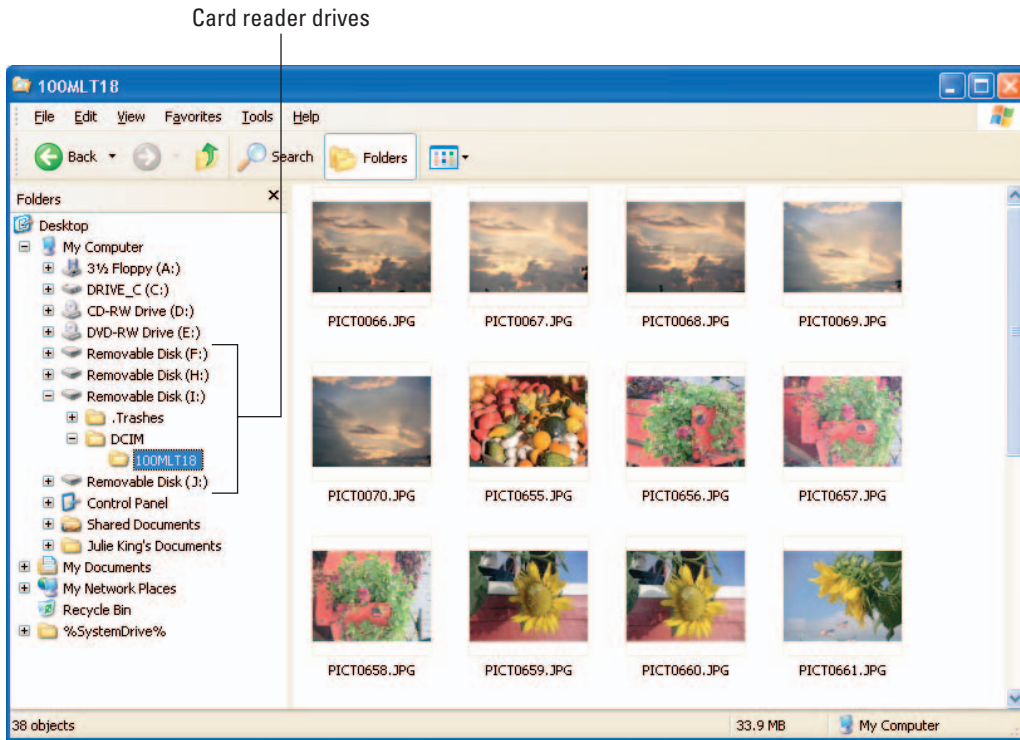 Card reader drives
100MLT18
File Edit View Favorites Tools Help
Back Search Folders
Folders
Desktop
My Computer
3½ Floppy (A:)
DRIVE_C (C:)
CD-RW Drive (D:)
DVD-RW Drive (E:)
Removable Disk (F:)
Removable Disk (H:)
Removable Disk (I:)
.Trashes
DCIM
100MLT18
Removable Disk (J:)
Control Panel
Shared Documents
Julie King's Documents
My Documents
My Network Places
Recycle Bin
%SystemDrive%
PICT0066.JPG PICT0067.JPG PICT0068.JPG PICT0069.JPG
PICT0070.JPG PICT0655.JPG PICT0656.JPG PICT0657.JPG
PICT0658.JPG PICT0659.JPG PICT0660.JPG PICT0661.JPG
38 objects 33.9 MB My Computer